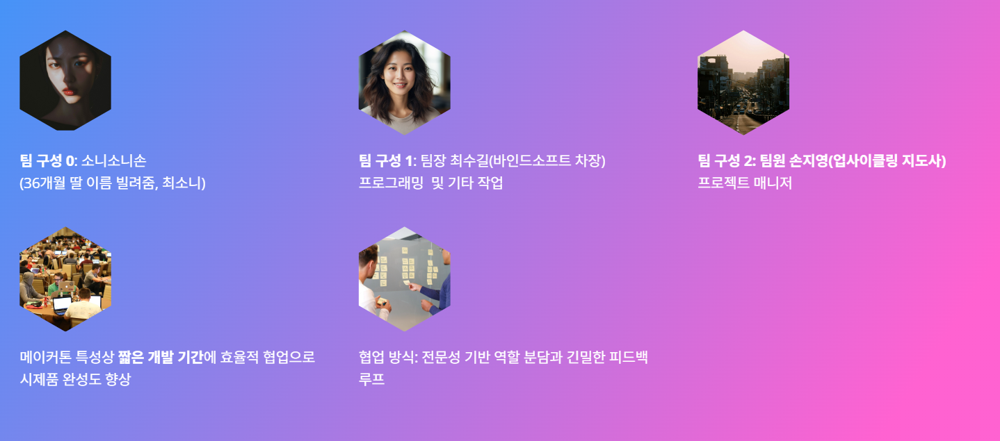 팀 구성 0: 소니소니손
(36개월 딸 이름 빌려줌, 최소니)
팀 구성 1: 팀장 최수길(바인드소프트 차장)
프로그래밍  및 기타 작업
팀 구성 2: 팀원 손지영(업사이클링 지도사)
프로젝트 매니저
메이커톤 특성상 짧은 개발 기간에 효율적 협업으로
시제품 완성도 향상
협업 방식: 전문성 기반 역할 분담과 긴밀한 피드백
루프